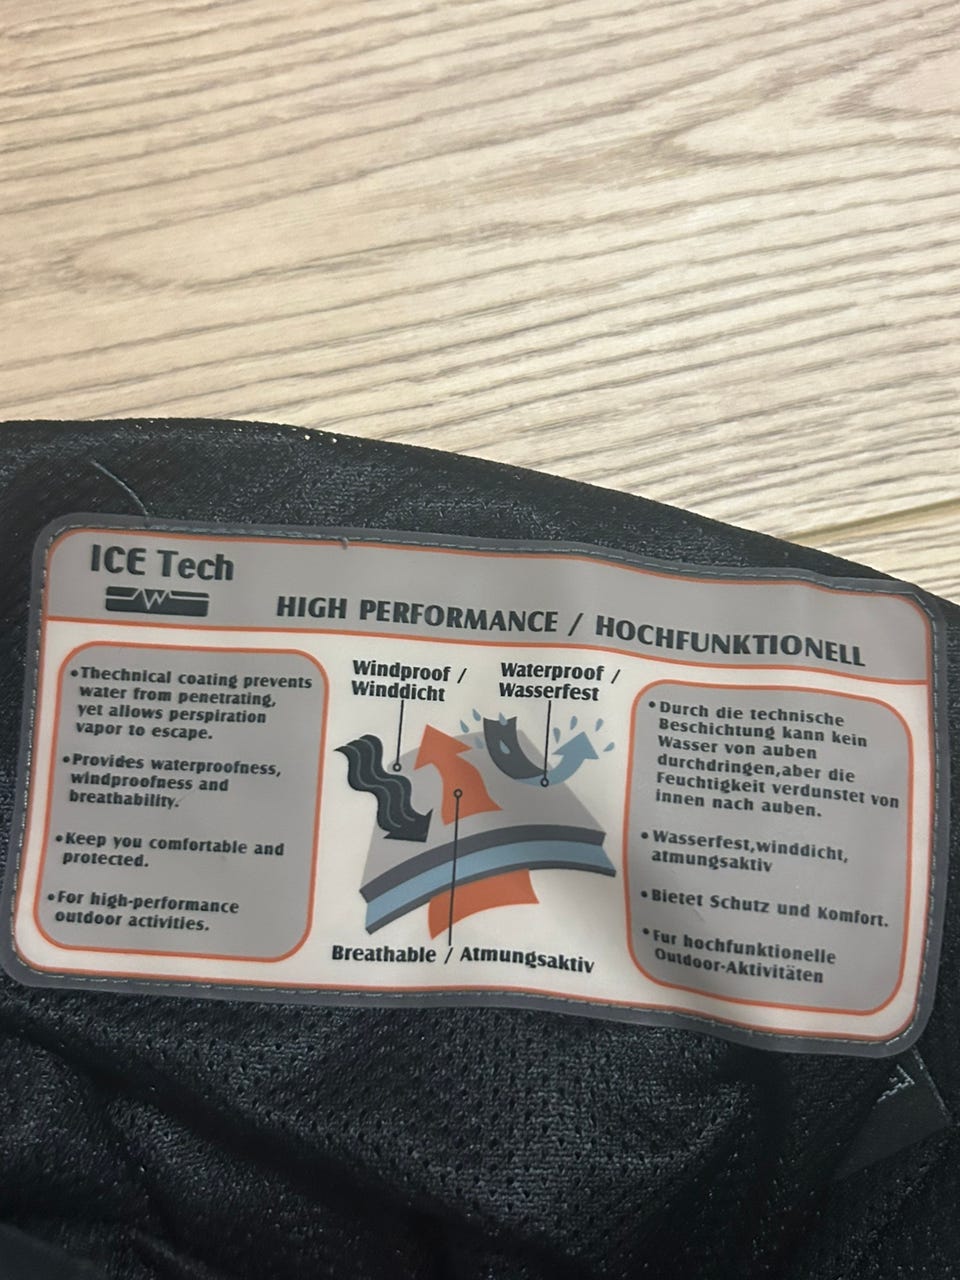 ICE Tech
HIGH PERFORMANCE / HOCHFUNKTIONELL
•Thechnical coating prevents
water from penetrating,
yet allows perspiration
vapor to escape.
•Provides waterproofness,
windproofness and
breathability.
•Keep you comfortable and
protected.
•For high-performance
outdoor activities.
Windproof /
Winddicht
Waterproof /
Wasserfest
Breathable / Atmungsaktiv
•Durch die technische
Beschichtung kann kein
Wasser von auben
durchdringen,aber die
Feuchtigkeit verdunstet von
innen nach auben.
•Wasserfest,winddicht,
atmungsaktiv
•Bietet Schutz und Komfort.
•Fur hochfunktionelle
Outdoor-Aktivitäten